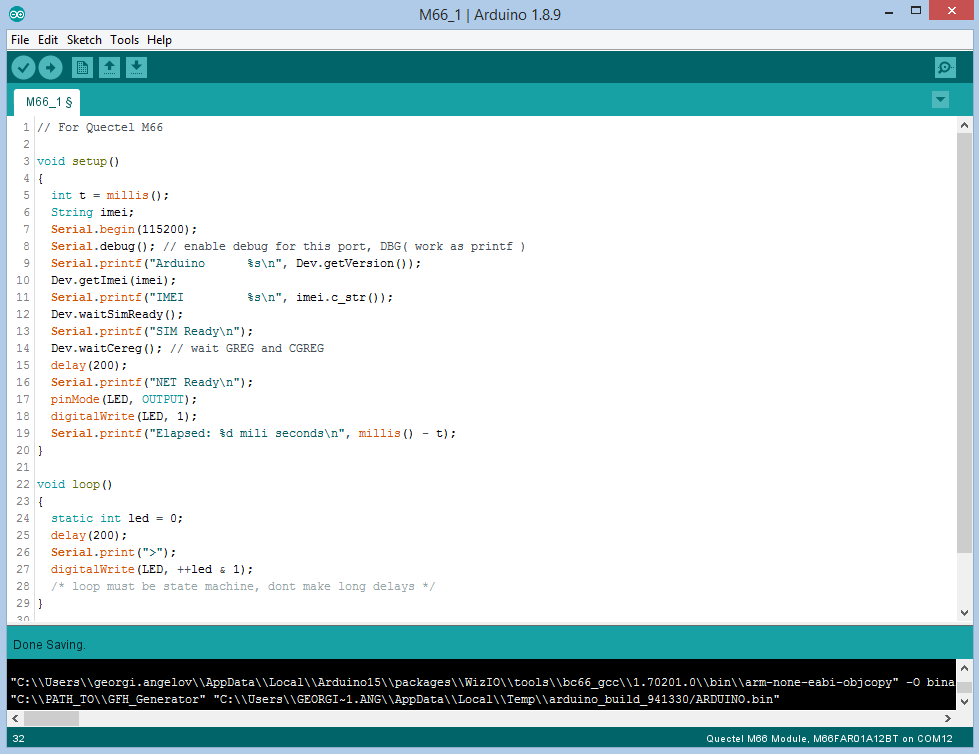 M66_1 | Arduino 1.8.9
File Edit Sketch Tools Help
M66_1 §
1 // For Quectel M66
2
3 void setup()
4 {
5   int t = millis();
6   String imei;
7   Serial.begin(115200);
8   Serial.debug(); // enable debug for this port, DBG( work as printf )
9   Serial.printf("Arduino      %s\n", Dev.getVersion());
10   Dev.getImei(imei);
11   Serial.printf("IMEI         %s\n", imei.c_str());
12   Dev.waitSimReady();
13   Serial.printf("SIM Ready\n");
14   Dev.waitCereg(); // wait GREG and CGREG
15   delay(200);
16   Serial.printf("NET Ready\n");
17   pinMode(LED, OUTPUT);
18   digitalWrite(LED, 1);
19   Serial.printf("Elapsed: %d mili seconds\n", millis() - t);
20 }
21
22 void loop()
23 {
24   static int led = 0;
25   delay(200);
26   Serial.print(">");
27   digitalWrite(LED, ++led & 1);
28   /* loop must be state machine, dont make long delays */
29 }
30
Done Saving.
"C:\\Users\\georgi.angelov\\AppData\\Local\\Arduino15\\packages\\WizIO\\tools\\bc66_gcc\\1.70201.0\\bin\\arm-none-eabi-objcopy" -O bina
"C:\\PATH_TO\\GFH_Generator" "C:\\Users\\GEORGI~1.ANG\\AppData\\Local\\Temp\\arduino_build_941330/ARDUINO.bin"
32
Quectel M66 Module, M66FAR01A12BT on COM12